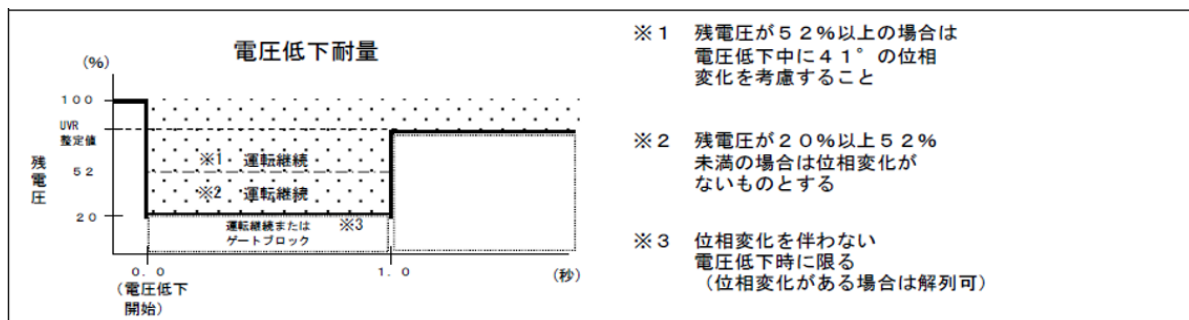 電圧低下耐量
(%)
100
UVR
整定値
残電圧
52
20
※1 運転継続
※2 運転継続
運転継続または ※3
ゲートブロック
0.0
1.0
(秒)
(電圧低下
開始)
※1 残電圧が52%以上の場合は
電圧低下中に41°の位相
変化を考慮すること
※2 残電圧が20%以上52%
未満の場合は位相変化が
ないものとする
※3 位相変化を伴わない
電圧低下時に限る
(位相変化がある場合は解列可)